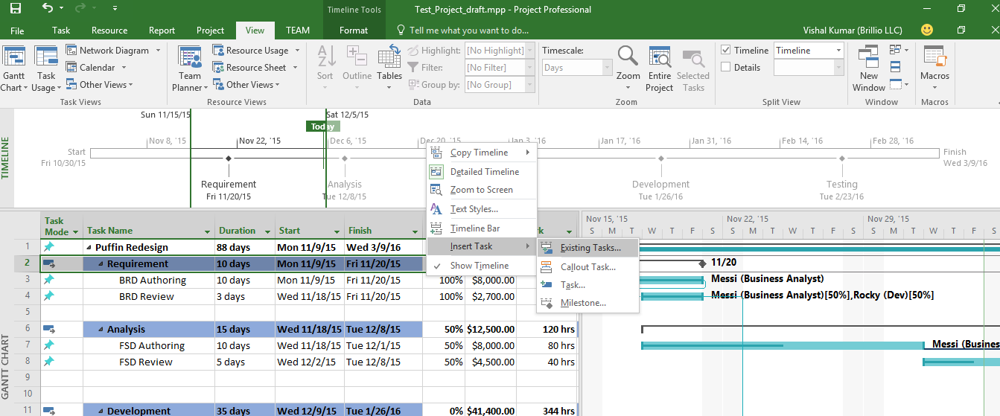 Timeline Tools
Test_Project_draft.mpp - Project Professional
File Task Resource Report Project View TEAM Format Tell me what you want to do... Vishal Kumar (Brillio LLC)
Gantt Chart
Task Usage
Network Diagram
Calendar
Other Views
Task Views
Team Planner
Resource Usage
Resource Sheet
Other Views
Resource Views
Sort
Outline
Tables
Highlight: [No Highlight]
Filter: [No Filter]
Group by: [No Group]
Data
Timescale:
Days
Zoom
Entire Project
Selected Tasks
Zoom
Timeline Timeline
Details
Split View
New Window
Window
Macros
Macros
TIMELINE
Sun 11/15/15 Sat 12/5/15
Today
Nov 8, '15 Nov 22, '15 Dec 6, '15 Dec 20, '15 Jan 3, '16 Jan 17, '16 Jan 31, '16 Feb 14, '16 Feb 28, '16
Start
Fri 10/30/15
Finish
Wed 3/9/16
Requirement
Fri 11/20/15
Analysis
Tue 12/8/15
Development
Tue 1/26/16
Testing
Tue 2/23/16
Copy Timeline
Detailed Timeline
Zoom to Screen
Text Styles...
Timeline Bar
Insert Task
Show Timeline
Existing Tasks...
Callout Task...
Task...
Milestone...
GANTT CHART
Task Mode Task Name Duration Start Finish
Nov 15, '15 Nov 22, '15 Nov 29, '15
S M T W T F S S M T W T F S S M T W T F S
1 Puffin Redesign 88 days Mon 11/9/15 Wed 3/9/16
2 Requirement 10 days Mon 11/9/15 Fri 11/20/15 11/20
3 BRD Authoring 10 days Mon 11/9/15 Fri 11/20/15 100% $8,000.00 Messi (Business Analyst)
4 BRD Review 3 days Wed 11/18/15 Fri 11/20/15 100% $2,700.00 Messi (Business Analyst)[50%],Rocky (Dev)[50%]
5
6 Analysis 15 days Wed 11/18/15 Tue 12/8/15 50% $12,500.00 120 hrs
7 FSD Authoring 10 days Wed 11/18/15 Tue 12/1/15 50% $8,000.00 80 hrs Messi (Busines
8 FSD Review 5 days Wed 12/2/15 Tue 12/8/15 50% $4,500.00 40 hrs
9
10
11 Development 35 days Wed 12/9/15 Tue 1/26/16 0% $41,400.00 344 hrs